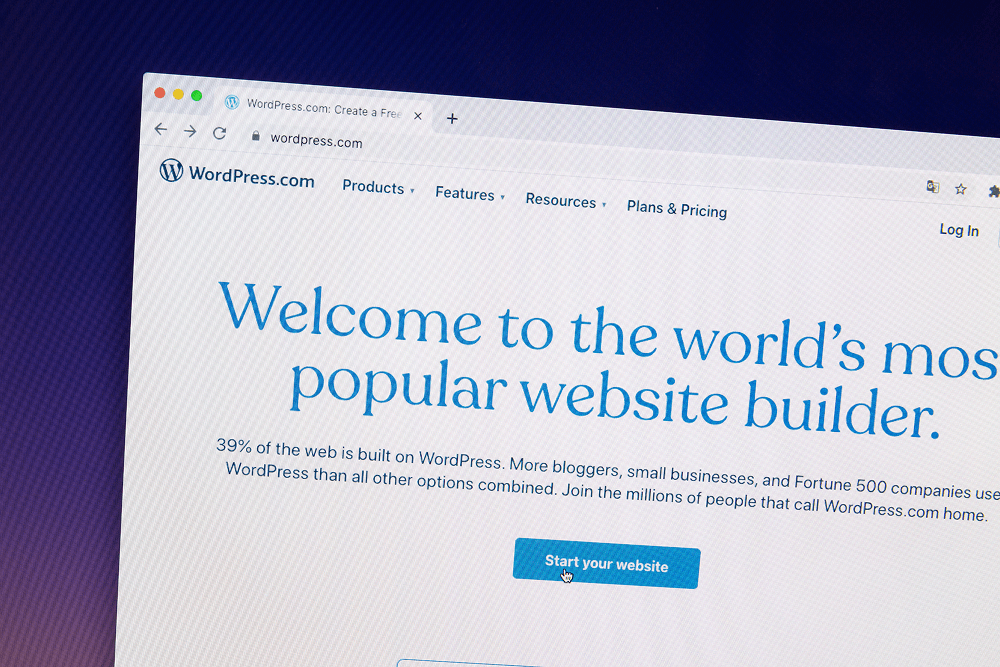 WordPress.com: Create a Free
wordpress.com
WordPress.com Products Features Resources Plans & Pricing
Log In
Welcome to the world's mos
popular website builder.
39% of the web is built on WordPress. More bloggers, small businesses, and Fortune 500 companies use
WordPress than all other options combined. Join the millions of people that call WordPress.com home.
Start your website